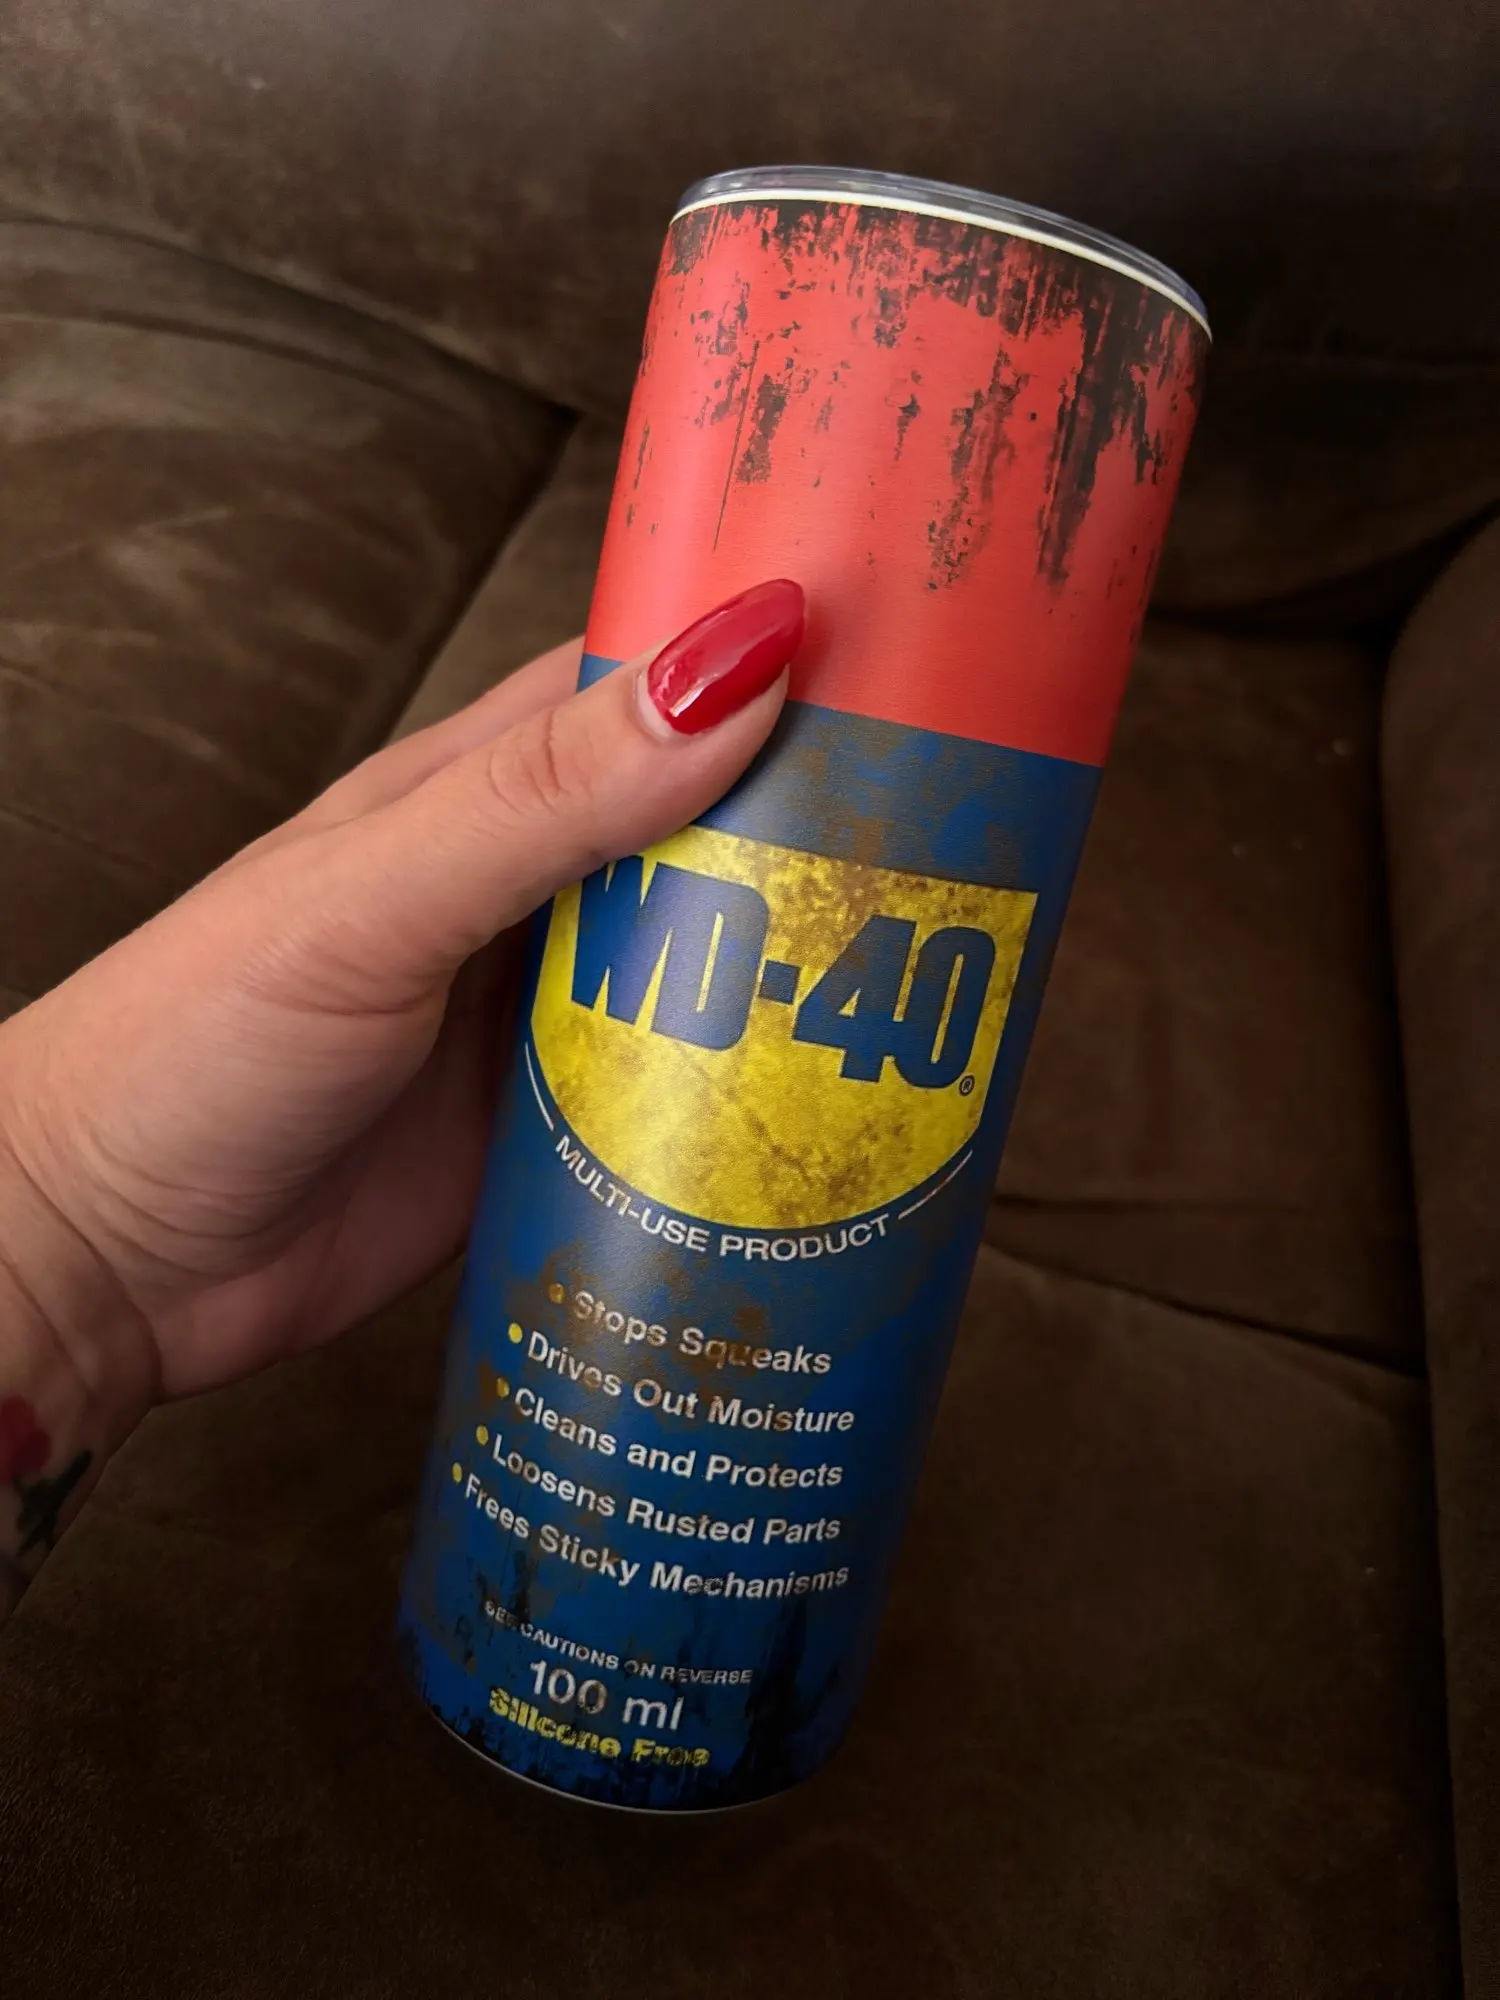 WD-40®
MULTI-USE PRODUCT
• Stops Squeaks
• Drives Out Moisture
• Cleans and Protects
• Loosens Rusted Parts
• Frees Sticky Mechanisms
SEE CAUTIONS ON REVERSE
100 ml
Silicone Free